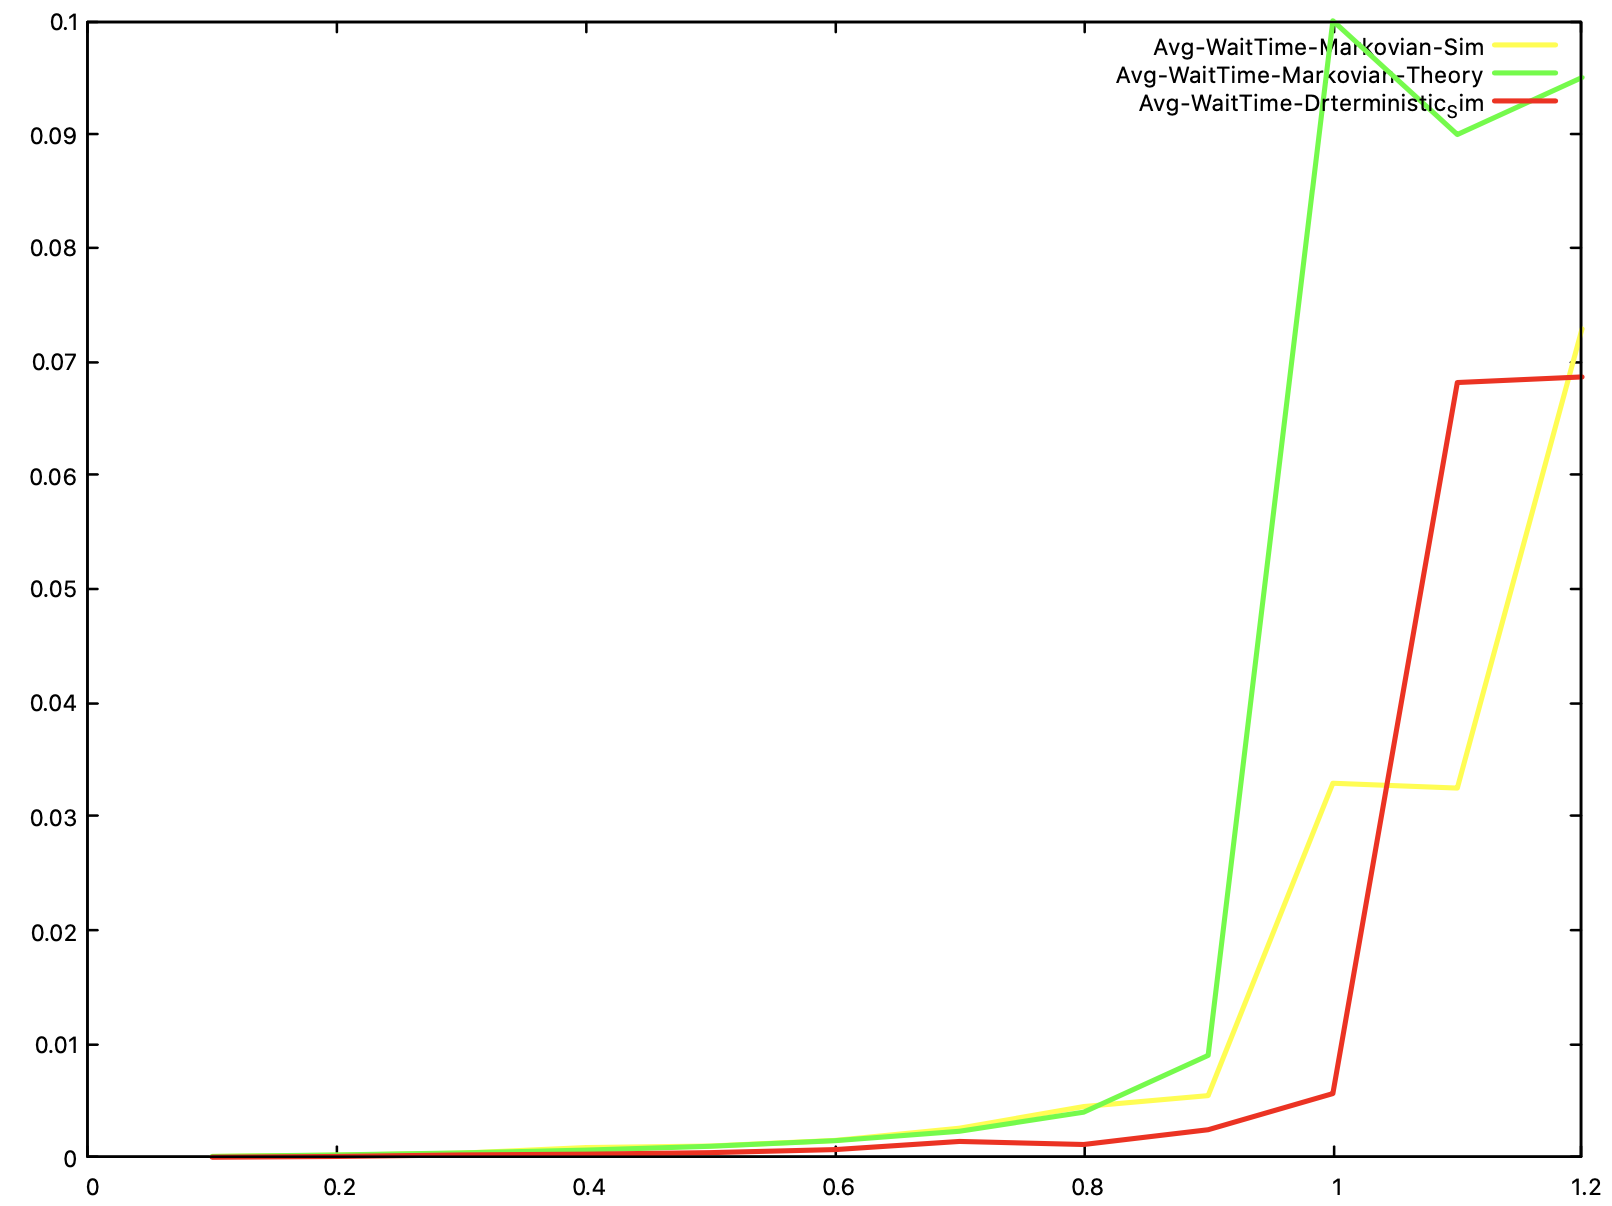 Avg-WaitTime-Markovian-Sim
Avg-WaitTime-Markovian-Theory
Avg-WaitTime-Drterministicsim
0.1
0.09
0.08
0.07
0.06
0.05
0.04
0.03
0.02
0.01
0
0 0.2 0.4 0.6 0.8 1 1.2